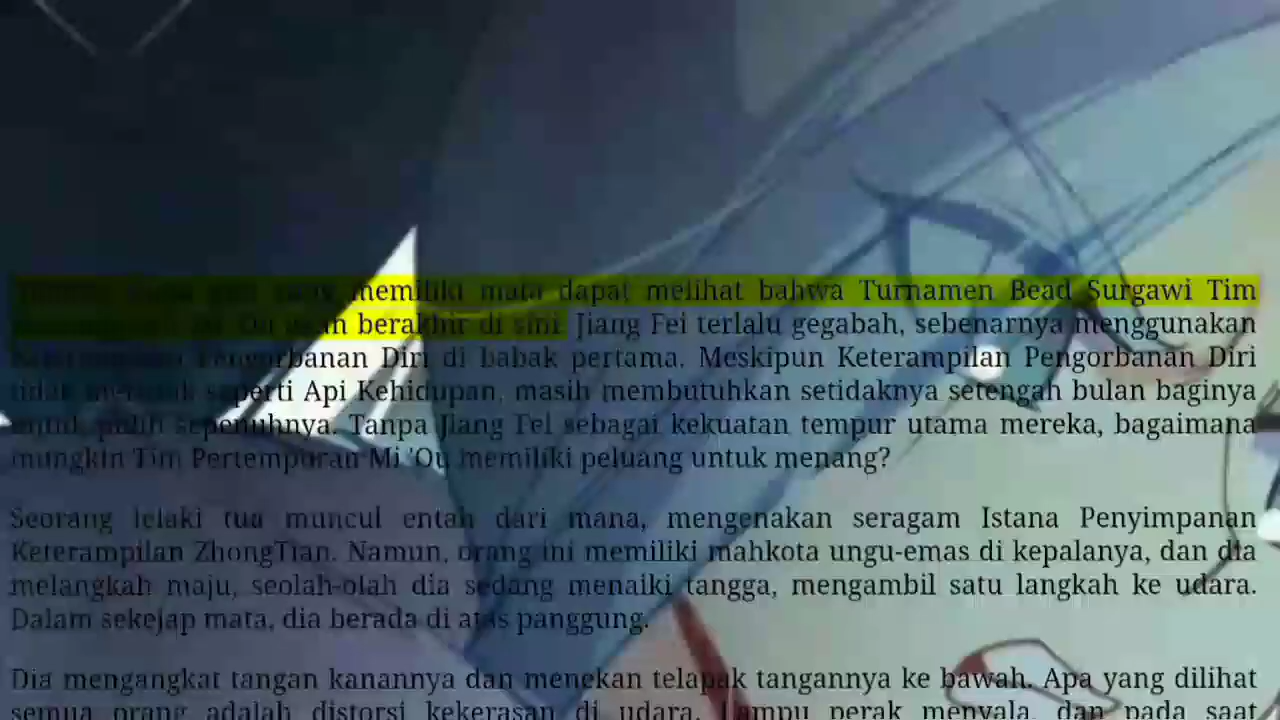 memiliki mata dapat melihat bahwa Turnamen Bead Surgawi Tim
berakhir di sini. Jiang Fei terlalu gegabah, sebenarnya menggunakan
Keterampilan Pengorbanan Diri di babak pertama. Meskipun Keterampilan Pengorbanan Diri
tidak merusak seperti Api Kehidupan, masih membutuhkan setidaknya setengah bulan baginya
untuk pulih sepenuhnya. Tanpa Jiang Fei sebagai kekuatan tempur utama mereka, bagaimana
mungkin Tim Pertempuran Mi 'Ou memiliki peluang untuk menang?
Seorang lelaki tua muncul entah dari mana, mengenakan seragam Istana Penyimpanan
Keterampilan ZhongTian. Namun, orang ini memiliki mahkota ungu-emas di kepalanya, dan dia
melangkah maju, seolah-olah dia sedang menaiki tangga, mengambil satu langkah ke udara.
Dalam sekejap mata, dia berada di atas panggung.
Dia mengangkat tangan kanannya dan menekan telapak tangannya ke bawah. Apa yang dilihat
semua orang adalah distorsi kekerasan di udara. Lampu perak menyala, dan pada saat